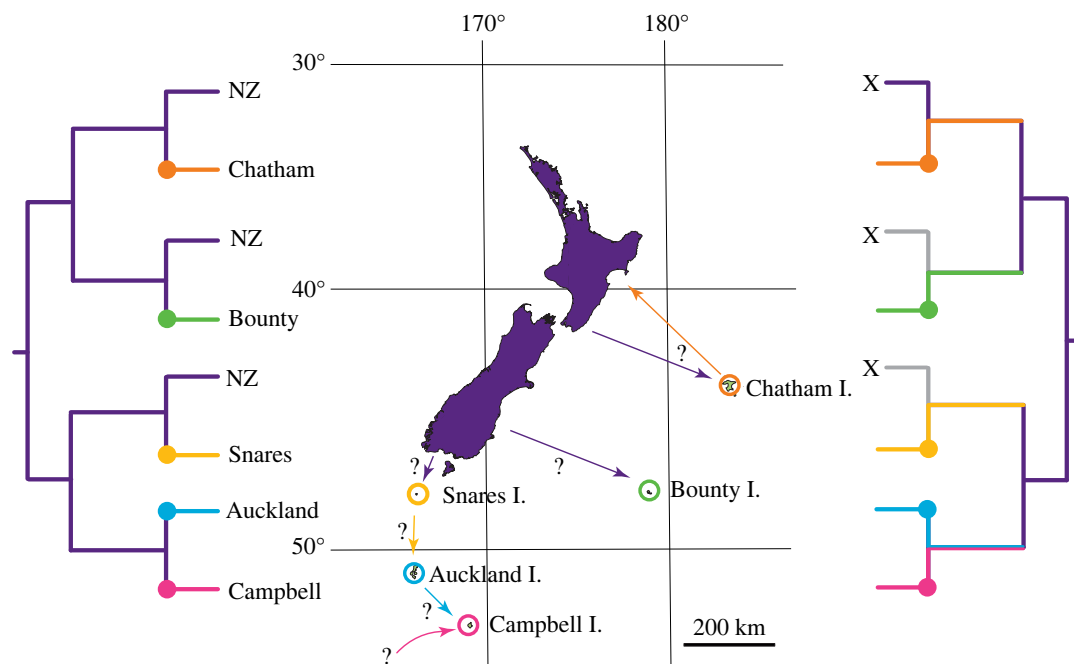 170°
180°
30°
NZ
X
Chatham
NZ
X
40°
Bounty
?
NZ
X
Chatham I.
Snares
?
?
Snares I.
Bounty I.
Auckland
?
50°
Auckland I.
Campbell
?
Campbell I.
200 km
?